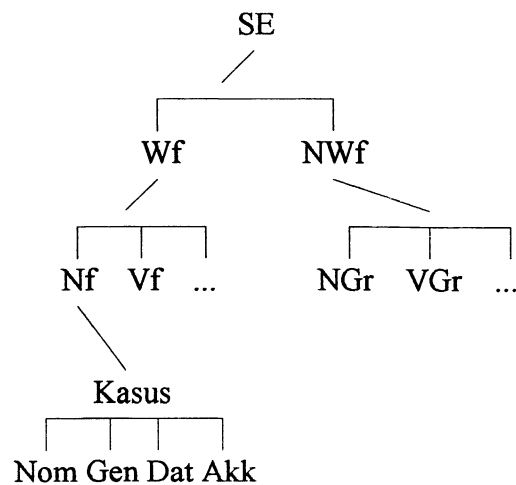 SE
Wf NWf
Nf Vf ... NGr VGr ...
Kasus
Nom Gen Dat Akk